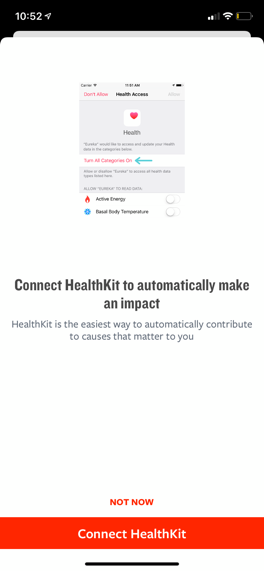 10:52
Carrier 11:51 AM
Don't Allow Health Access Allow
Health
"Eureka" would like to access and update your Health
data in the categories below.
Turn All Categories On
Allow or disallow "Eureka" to access all health data
types listed here.
ALLOW "EUREKA" TO READ DATA:
Active Energy
Basal Body Temperature
Connect HealthKit to automatically make
an impact
HealthKit is the easiest way to automatically contribute
to causes that matter to you
NOT NOW
Connect HealthKit